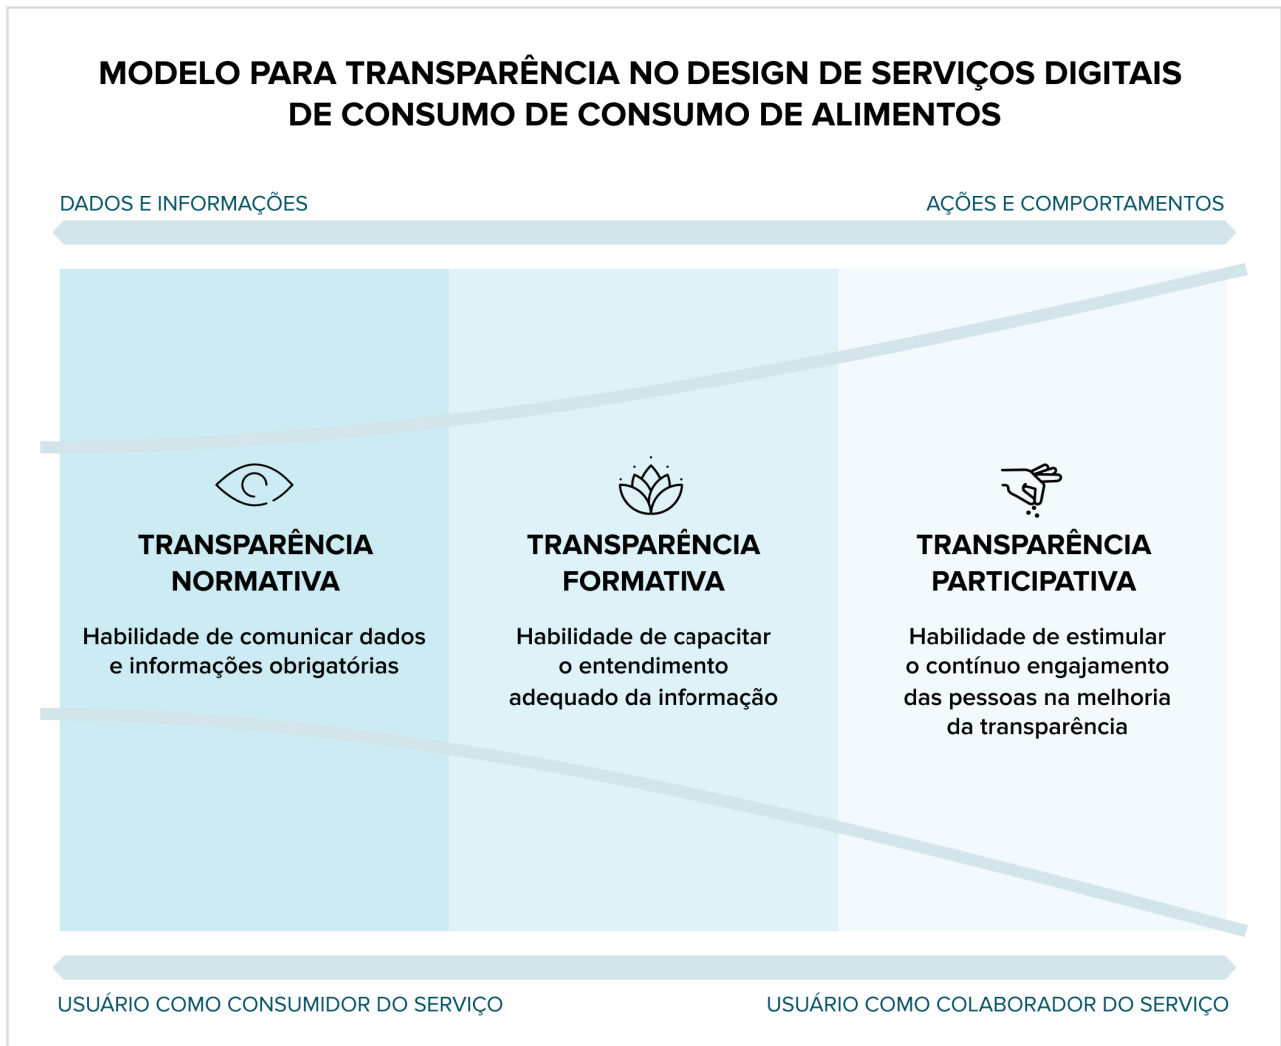 MODELO PARA TRANSPARÊNCIA NO DESIGN DE SERVIÇOS DIGITAIS
DE CONSUMO DE CONSUMO DE ALIMENTOS
DADOS E INFORMAÇÕES
AÇÕES E COMPORTAMENTOS
TRANSPARÊNCIA
NORMATIVA
Habilidade de comunicar dados
e informações obrigatórias
TRANSPARÊNCIA
FORMATIVA
Habilidade de capacitar
o entendimento
adequado da informação
TRANSPARÊNCIA
PARTICIPATIVA
Habilidade de estimular
o contínuo engajamento
das pessoas na melhoria
da transparência
USUÁRIO COMO CONSUMIDOR DO SERVIÇO
USUÁRIO COMO COLABORADOR DO SERVIÇO